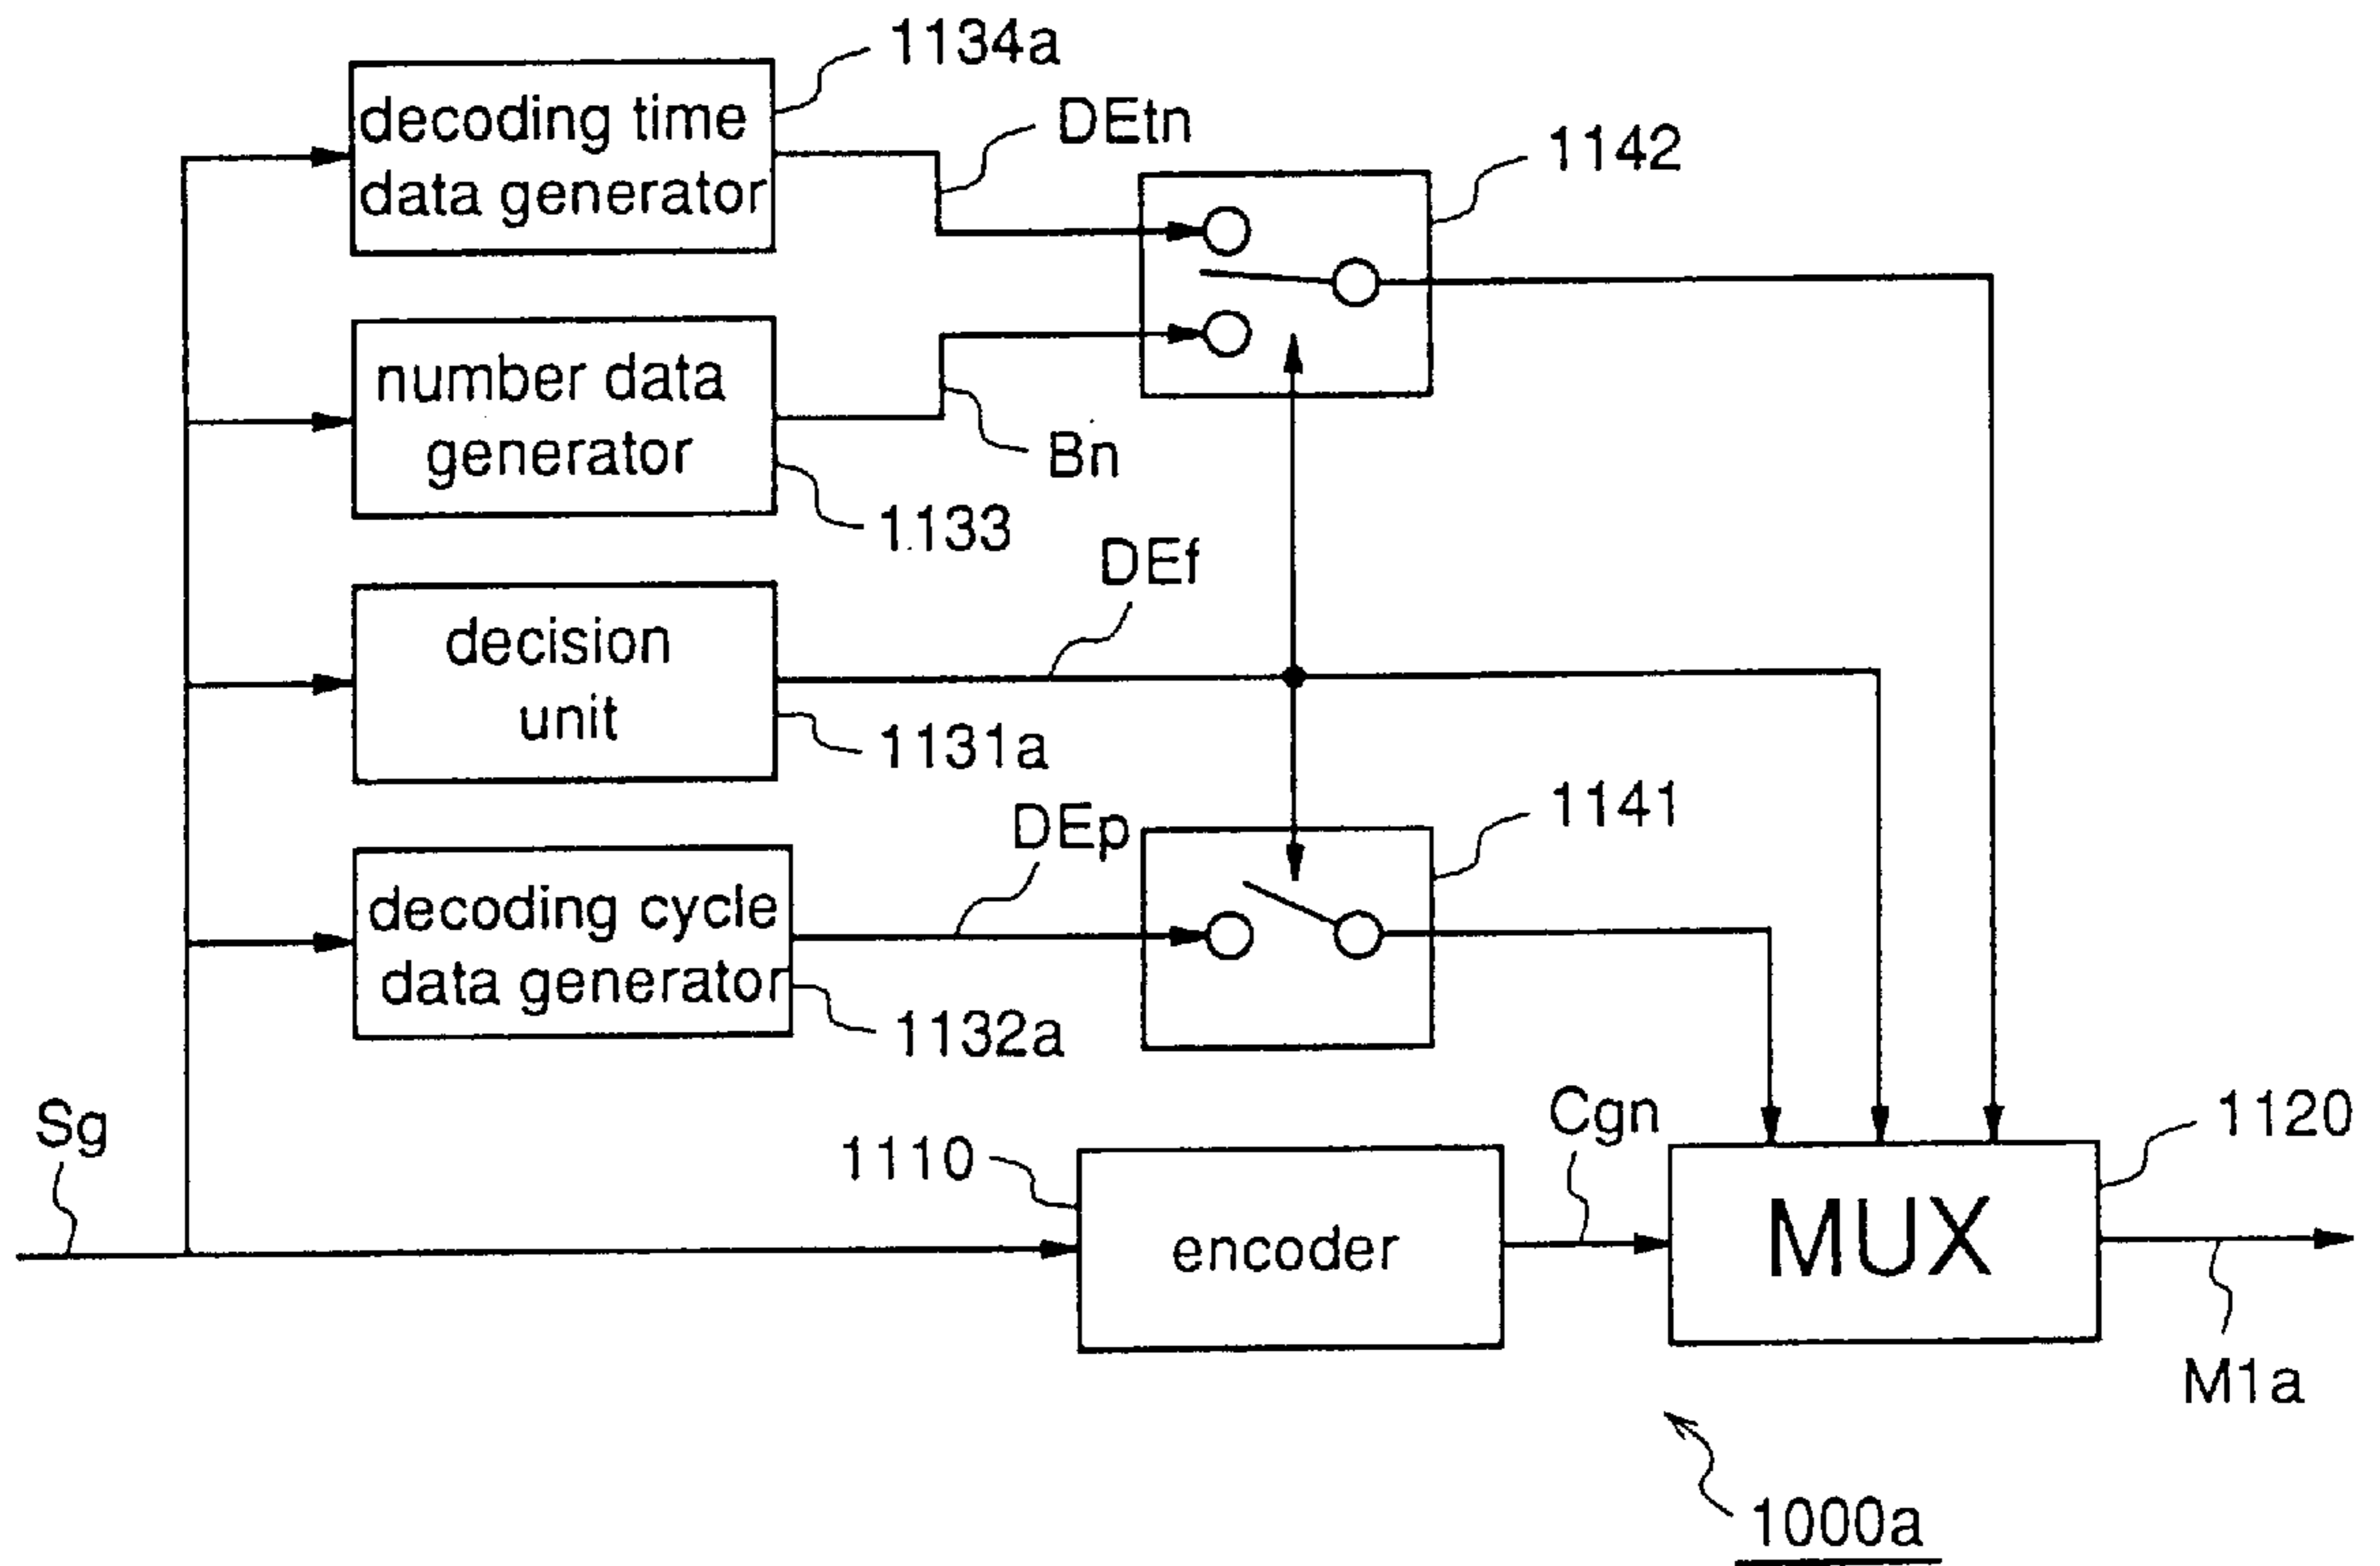 1134a
decoding time
data generator
DEtn
1142
number data
generator
Bn
1133
DEf
decision
unit
1131a
DEp
1141
decoding cycle
data generator
1132a
Sg
1110
Cgn
1120
encoder
MUX
M1a
1000a